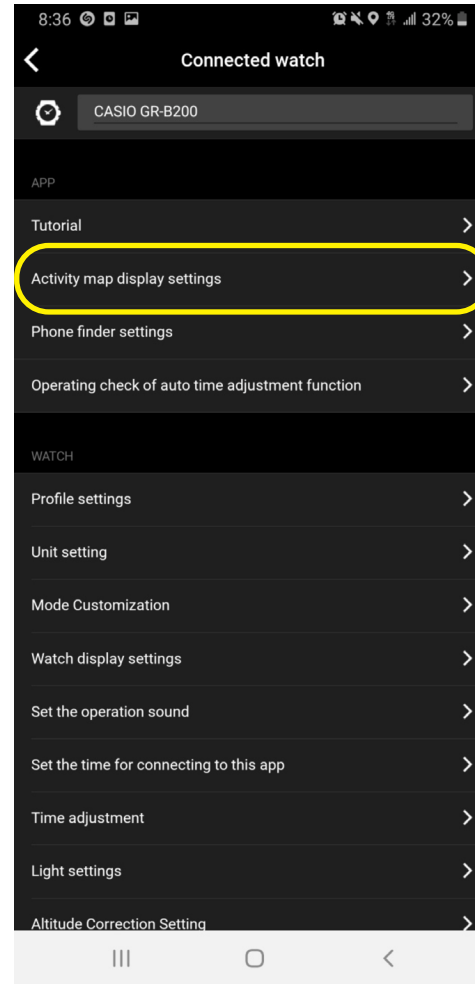 8:36 32%
Connected watch
CASIO GR-B200
APP
Tutorial
Activity map display settings
Phone finder settings
Operating check of auto time adjustment function
WATCH
Profile settings
Unit setting
Mode Customization
Watch display settings
Set the operation sound
Set the time for connecting to this app
Time adjustment
Light settings
Altitude Correction Setting